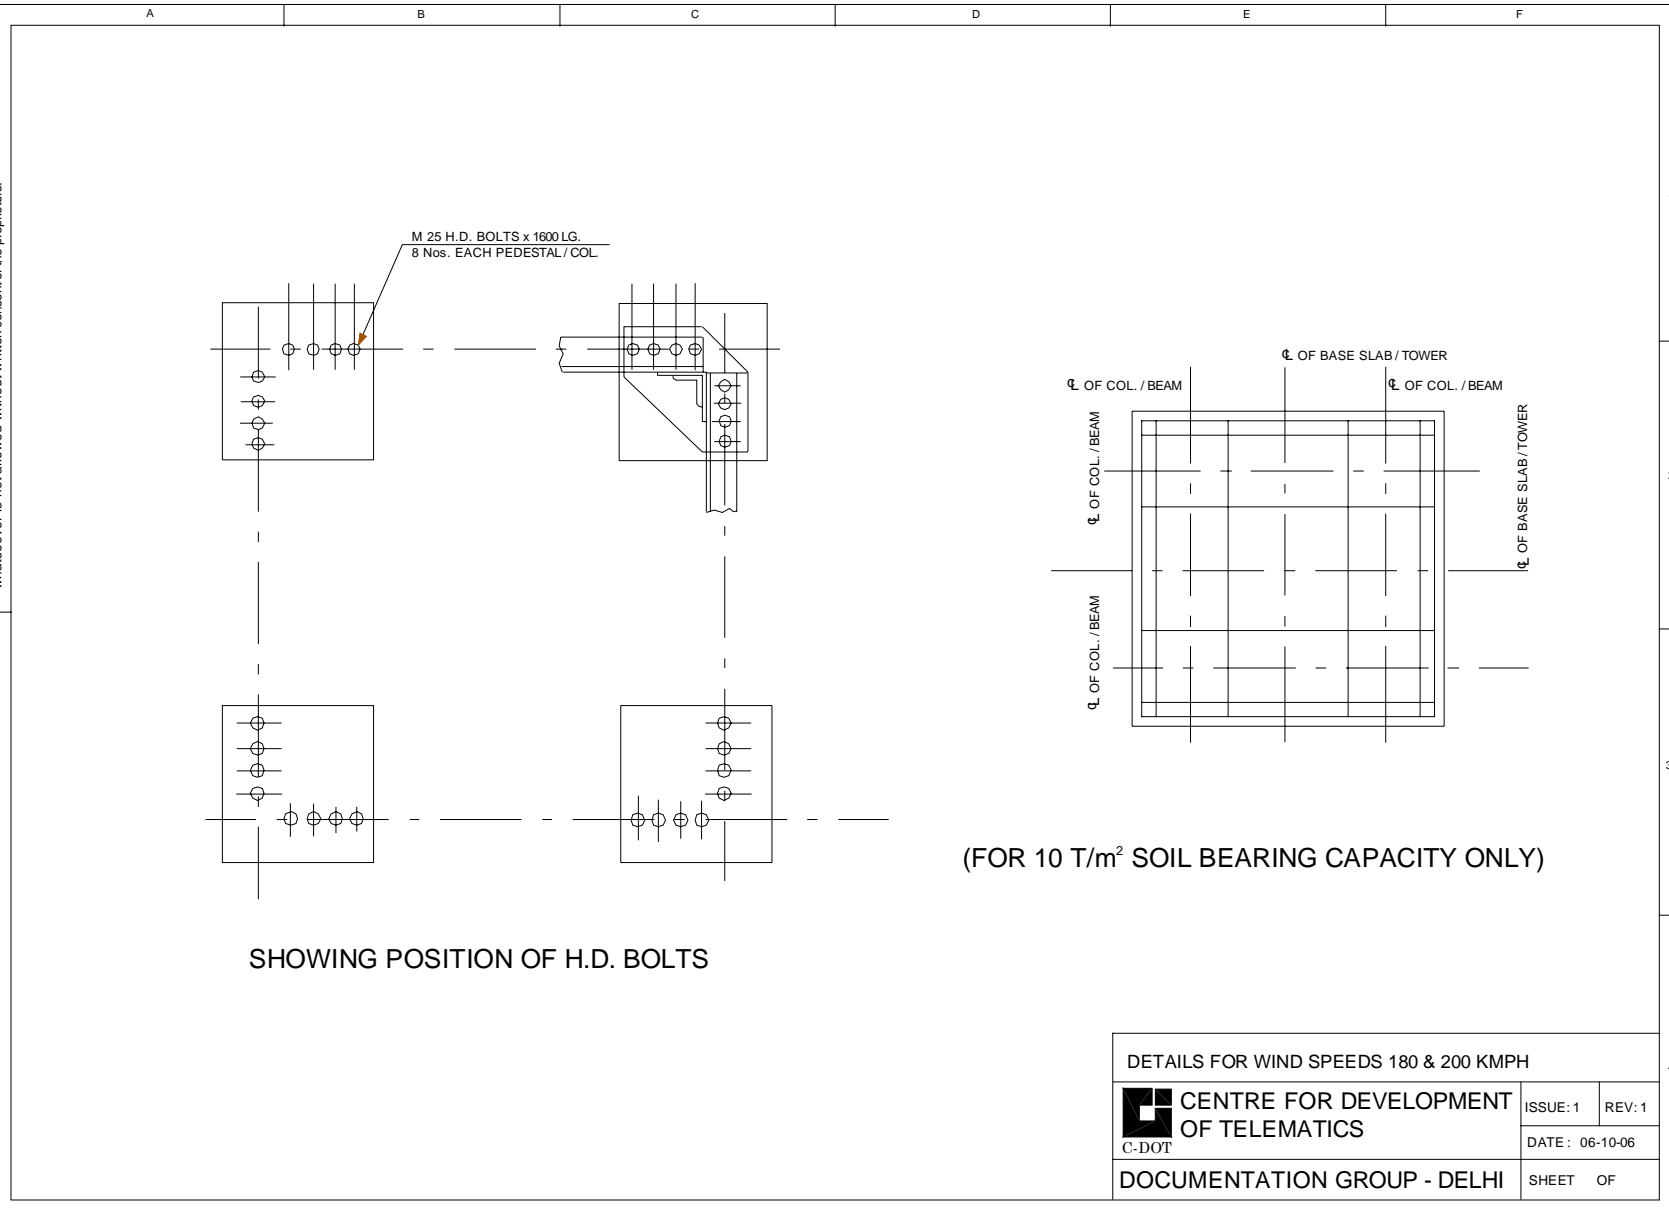 A B C D E F
M 25 H.D. BOLTS x 1600 LG.
8 Nos. EACH PEDESTAL / COL.
℄ OF BASE SLAB / TOWER
℄ OF COL. / BEAM
℄ OF COL. / BEAM
℄ OF COL. / BEAM
℄ OF BASE SLAB / TOWER
℄ OF COL. / BEAM
3
(FOR 10 T/m² SOIL BEARING CAPACITY ONLY)
SHOWING POSITION OF H.D. BOLTS
DETAILS FOR WIND SPEEDS 180 & 200 KMPH
CENTRE FOR DEVELOPMENT
OF TELEMATICS
C-DOT
ISSUE: 1 REV: 1
DATE : 06-10-06
DOCUMENTATION GROUP - DELHI
SHEET OF